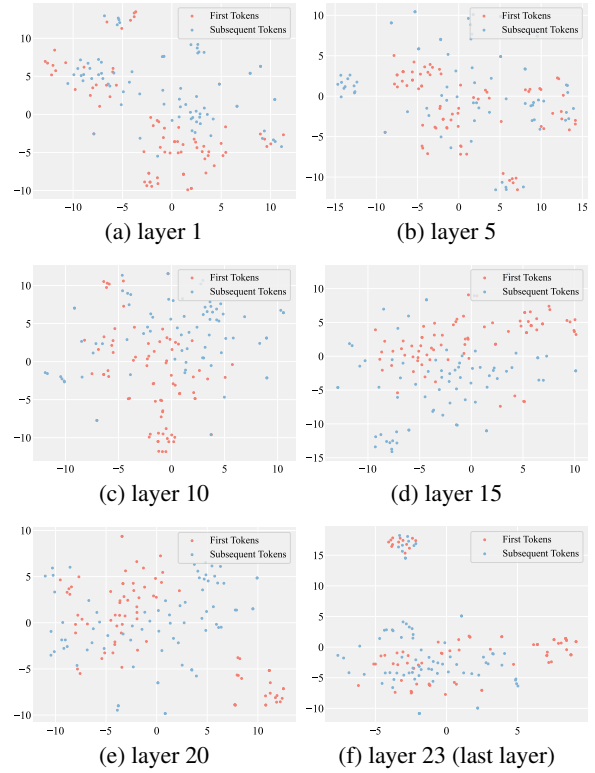 First Tokens
Subsequent Tokens
10
5
0
−5
−10
−10 −5 0 5 10
(a) layer 1
First Tokens
Subsequent Tokens
10
5
0
−5
−10
−15 −10 −5 0 5 10 15
(b) layer 5
First Tokens
Subsequent Tokens
10
5
0
−5
−10
−10 −5 0 5 10
(c) layer 10
First Tokens
Subsequent Tokens
10
5
0
−5
−10
−15
−10 −5 0 5 10
(d) layer 15
First Tokens
Subsequent Tokens
10
5
0
−5
−10
−10 −5 0 5 10
(e) layer 20
First Tokens
Subsequent Tokens
15
10
5
0
−5
−10
−5 0 5
(f) layer 23 (last layer)